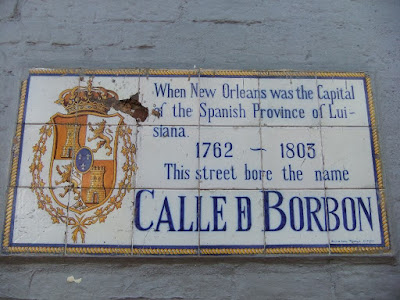 When New Orleans was the Capital
of the Spanish Province of Lui-
siana.
1762 ~ 1803
This street bore the name
CALLE D BORBON